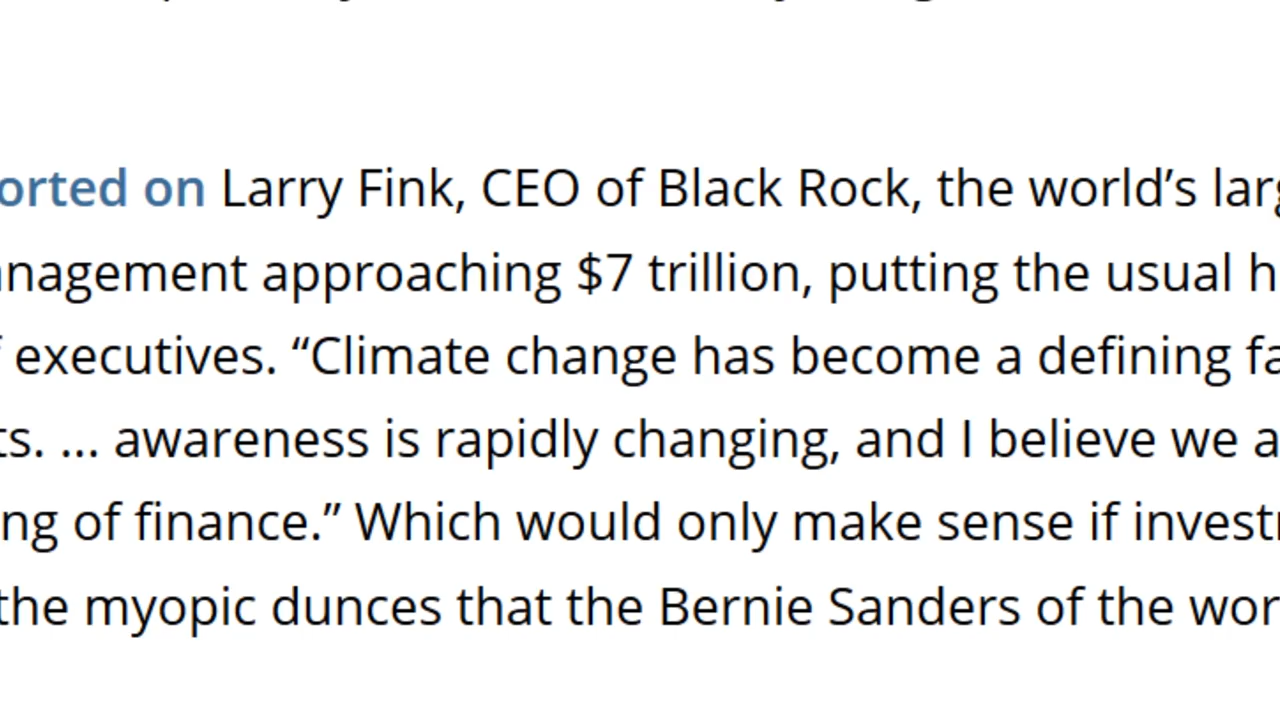 orted on Larry Fink, CEO of Black Rock, the world’s larg
nagement approaching $7 trillion, putting the usual h
executives. “Climate change has become a defining fa
ts. ... awareness is rapidly changing, and I believe we a
ng of finance.” Which would only make sense if invest
the myopic dunces that the Bernie Sanders of the wor